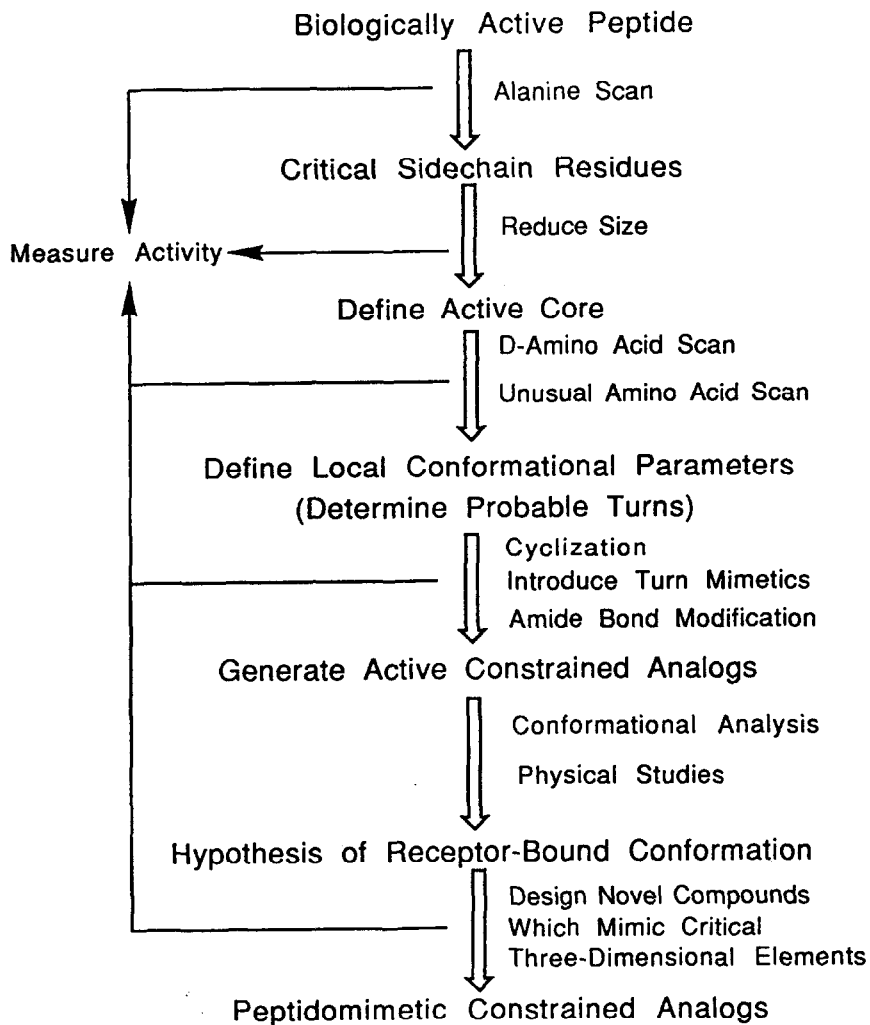 Biologically Active Peptide
Alanine Scan
Critical Sidechain Residues
Reduce Size
Measure Activity
Define Active Core
D-Amino Acid Scan
Unusual Amino Acid Scan
Define Local Conformational Parameters
(Determine Probable Turns)
Cyclization
Introduce Turn Mimetics
Amide Bond Modification
Generate Active Constrained Analogs
Conformational Analysis
Physical Studies
Hypothesis of Receptor-Bound Conformation
Design Novel Compounds
Which Mimic Critical
Three-Dimensional Elements
Peptidomimetic Constrained Analogs